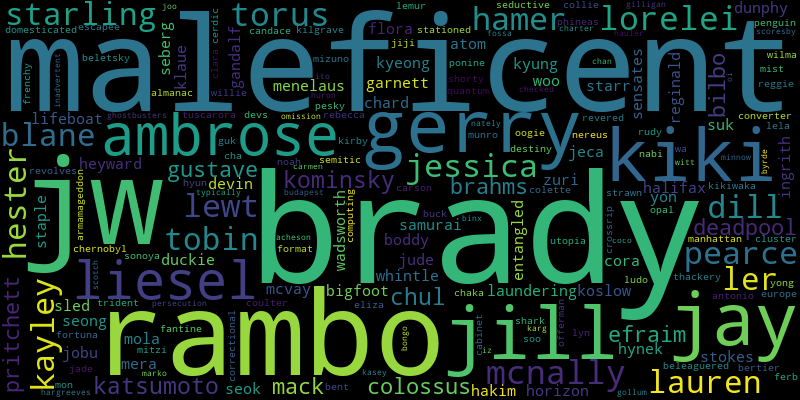 starling
torus
hamer
lorelei
maleficent
ambrose
gerry
kiki
blane
jw
brady
rambo
jill
jay
liesel
jessica
kominsky
brahms
gustave
lewt
tobin
hester
kayley
pritchett
katsumoto
mack
colossus
mcnally
lauren
efraim
ler
pearce
dill
deadpool
bilbo
dunphy
reginald
sensates
starr
suk
jeca
halifax
yon
zuri
cora
entangled
laundering
koslow
chul
whintle
samurai
boddy
jude
wadsworth
computing
bigfoot
mcvay
duckie
devin
heyward
lifeboat
staple
seong
sled
jobu
mola
mera
trident
seok
hakim
horizon
stokes
hynek
ingrith
manhattan
cluster
converter
wilma
mist
reggie
penguin
scoresby
gilligan
phineas
charter
hauler
collie
seductive
fossa
lemur
stationed
kilgrave
candace
flora
jiji
mizuno
atom
ponine
kyeong
kyung
woo
chan
shorty
quantum
checked
menelaus
garnett
chard
pesky
rebecca
omission
kirby
munro
nately
oogie
nereus
destiny
revered
rudy
nabi
wa
witt
lela
minnow
byrde
oi
seberg
klaue
gandalf
cerdic
clara
joo
escapee
domesticated
frenchy
inadvertent
beletsky
almanac
willie
ghostbusters
tuscarora
devs
huron
ito
guk
cha
noah
semitic
carmen
hyun
typically
budapest
carson
colette
strawn
opal
kikiwaka
crossrip
coco
utopia
buck
binx
acheson
format
revolves
armamageddon
chernobyl
sonoya
scotch
persecution
coulter
eliza
chaka
ludo
thackery
antonio
europe
yong
beleaguered
bertier
ferb
gollum
lyn
offerman
karg
shark
soo
iz
cabinet
bongo
kasey
bent
marko
mitzi
fantine
fortuna
jade
mon
hargreeves
correctional